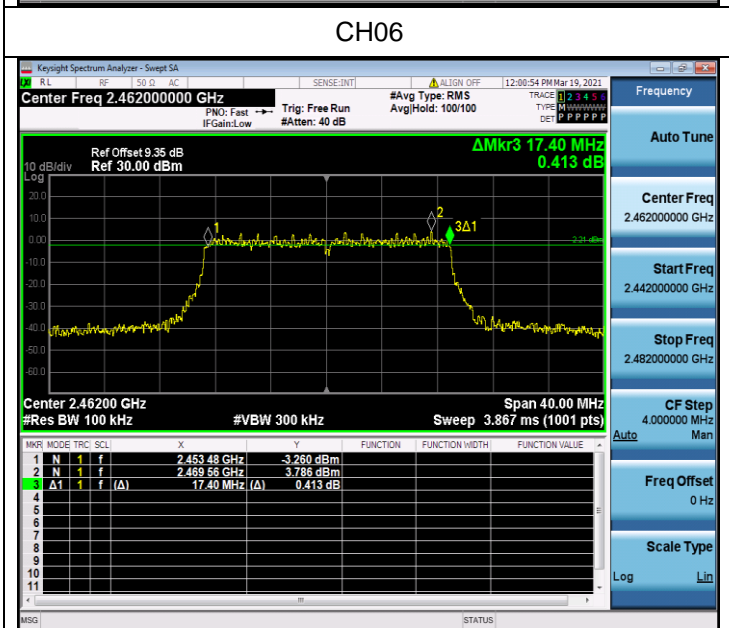 CH06
Keysight Spectrum Analyzer - Swept SA
RL RF 50 Ω AC SENSE:INT ALIGN OFF 12:00:54 PM Mar 19, 2021
Center Freq 2.462000000 GHz #Avg Type: RMS TRACE 1 2 3 4 5 6
PNO: Fast Trig: Free Run Avg|Hold: 100/100 TYPE M WWWWW
IFGain:Low #Atten: 40 dB DET P P P P P P
Frequency
Auto Tune
ΔMkr3 17.40 MHz
Ref Offset 9.35 dB 0.413 dB
10 dB/div Ref 30.00 dBm
Log
20.0
10.0
0.00
-10.0
-20.0
-30.0
-40.0
-50.0
-60.0
1
2
3Δ1
-2.21 dBm
Center 2.46200 GHz Span 40.00 MHz
#Res BW 100 kHz #VBW 300 kHz Sweep 3.867 ms (1001 pts)
MKR MODE TRC SCL X Y FUNCTION FUNCTION WIDTH FUNCTION VALUE
1 N 1 f 2.453 48 GHz -3.260 dBm
2 N 1 f 2.469 56 GHz 3.786 dBm
3 Δ1 1 f (Δ) 17.40 MHz (Δ) 0.413 dB
4
5
6
7
8
9
10
11
Center Freq
2.462000000 GHz
Start Freq
2.442000000 GHz
Stop Freq
2.482000000 GHz
CF Step
4.000000 MHz
Auto Man
Freq Offset
0 Hz
Scale Type
Log Lin
MSG STATUS